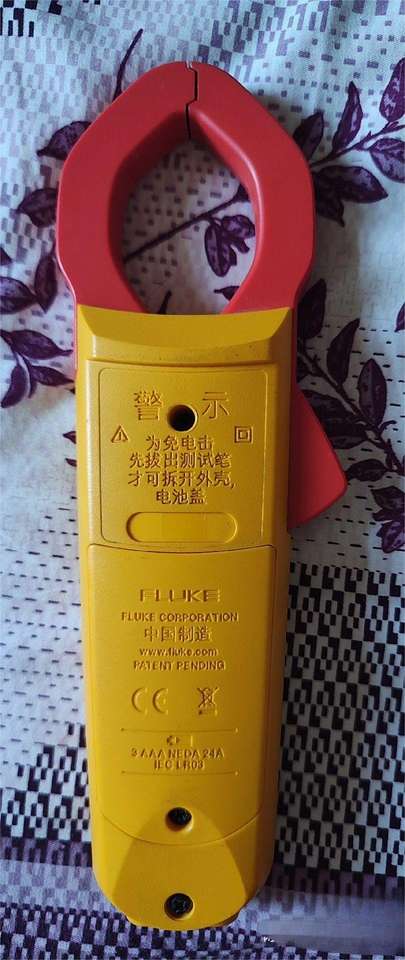 警 示
为免电击
先拔出测试笔
才可拆开外壳,
电池盖
FLUKE
FLUKE CORPORATION
中国制造
www.fluke.com
PATENT PENDING
CE
3 AAA NEDA 24A
IEC LR03